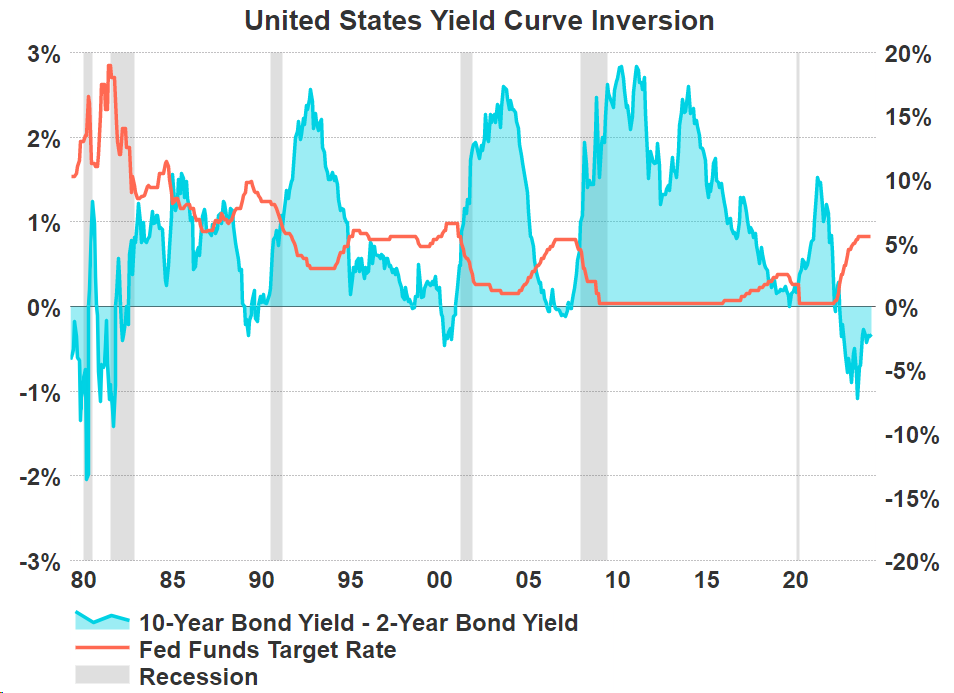 United States Yield Curve Inversion
3% 20%
15%
2%
10%
1%
5%
0% 0%
-5%
-1%
-10%
-2%
-15%
-3% -20%
80 85 90 95 00 05 10 15 20
10-Year Bond Yield - 2-Year Bond Yield
Fed Funds Target Rate
Recession